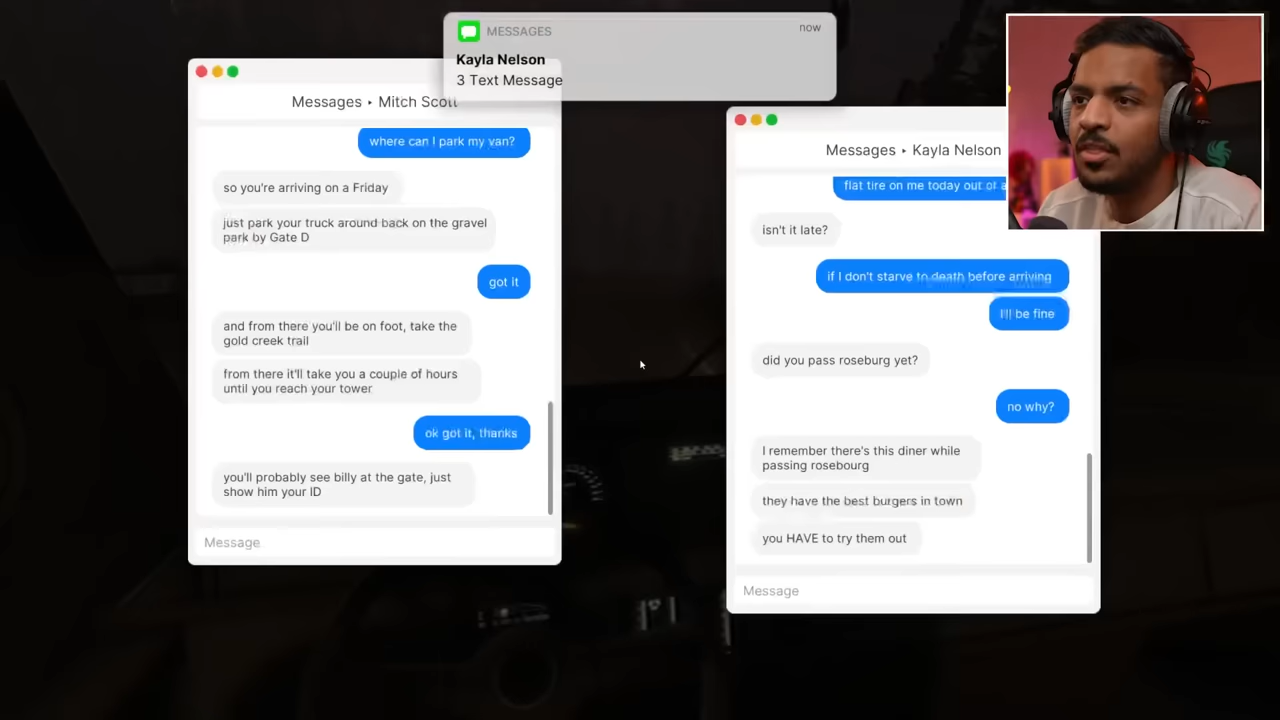 MESSAGES
now
Kayla Nelson
3 Text Message
Messages ▸ Mitch Scott
where can I park my van?
so you're arriving on a Friday
just park your truck around back on the gravel
park by Gate D
got it
and from there you'll be on foot, take the
gold creek trail
from there it'll take you a couple of hours
until you reach your tower
ok got it, thanks
you'll probably see billy at the gate, just
show him your ID
Message
Messages ▸ Kayla Nelson
flat tire on me today out of a
isn't it late?
if I don't starve to death before arriving
I'll be fine
did you pass roseburg yet?
no why?
I remember there's this diner while
passing rosebourg
they have the best burgers in town
you HAVE to try them out
Message